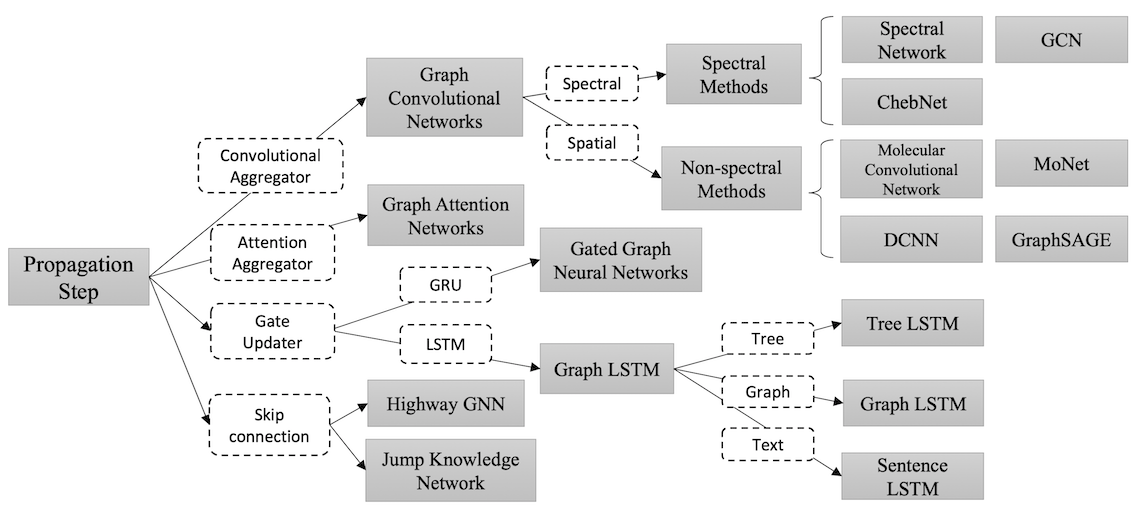 Propagation
Step
Convolutional
Aggregator
Attention
Aggregator
Gate
Updater
Skip
connection
Graph
Convolutional
Networks
Graph Attention
Networks
GRU
LSTM
Highway GNN
Jump Knowledge
Network
Spectral
Spatial
Gated Graph
Neural Networks
Graph LSTM
Spectral
Methods
Non-spectral
Methods
Tree
Graph
Text
Spectral
Network
GCN
ChebNet
Molecular
Convolutional
Network
MoNet
DCNN
GraphSAGE
Tree LSTM
Graph LSTM
Sentence
LSTM